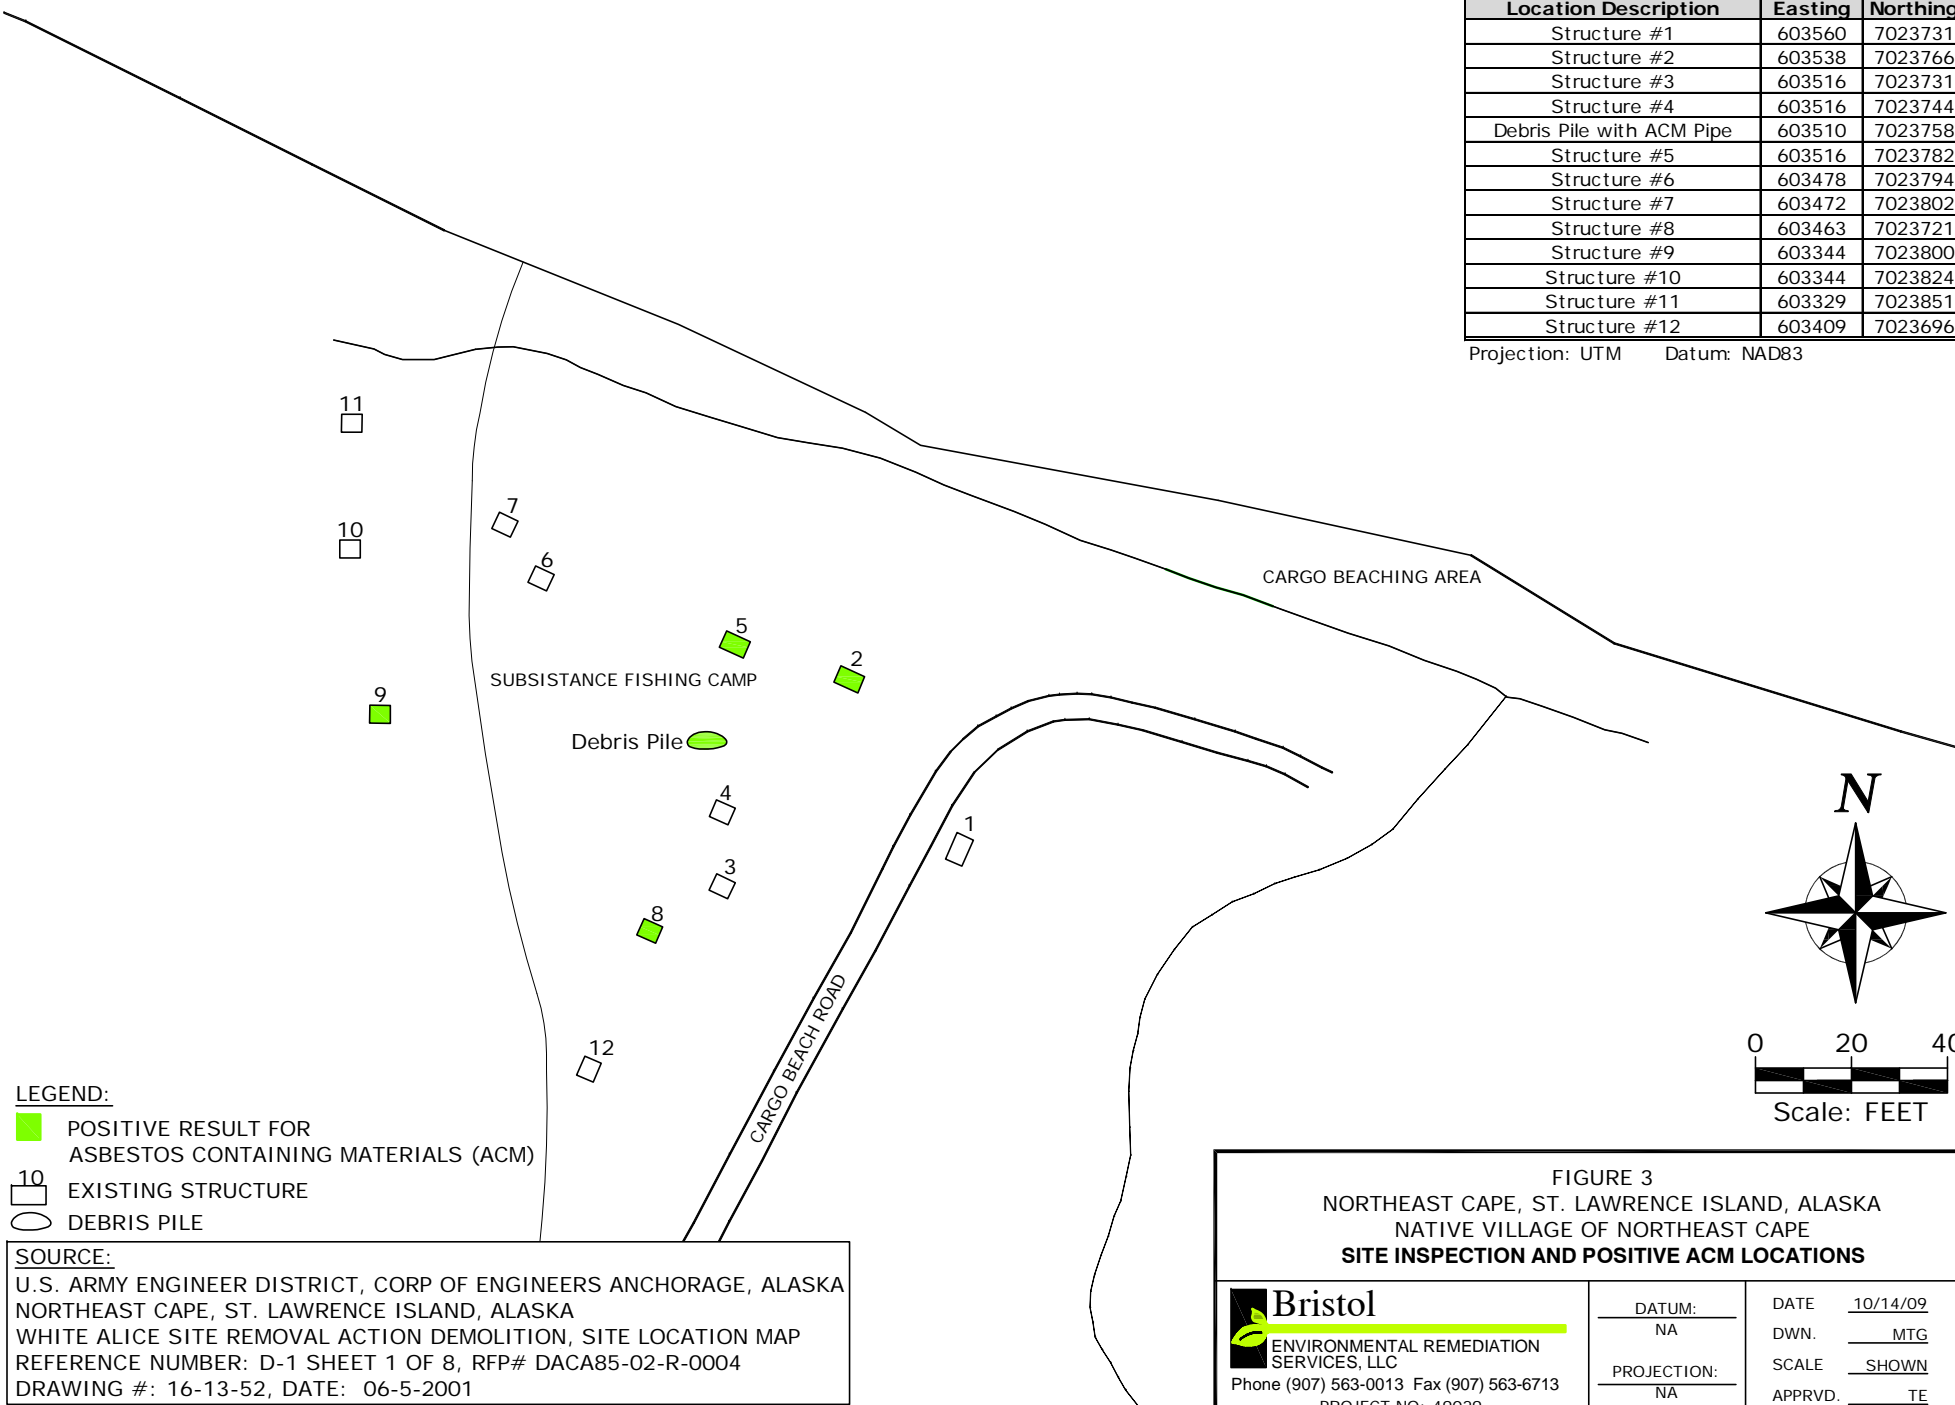 Location Description Easting Northing
Structure #1 603560 7023731
Structure #2 603538 7023766
Structure #3 603516 7023731
Structure #4 603516 7023744
Debris Pile with ACM Pipe 603510 7023758
Structure #5 603516 7023782
Structure #6 603478 7023794
Structure #7 603472 7023802
Structure #8 603463 7023721
Structure #9 603344 7023800
Structure #10 603344 7023824
Structure #11 603329 7023851
Structure #12 603409 7023696
Projection: UTM Datum: NAD83
11
7
10
6
CARGO BEACHING AREA
5
2
SUBSISTANCE FISHING CAMP
9
Debris Pile
4
1
3
8
12
CARGO BEACH ROAD
N
0 20 40
Scale: FEET
LEGEND:
POSITIVE RESULT FOR
ASBESTOS CONTAINING MATERIALS (ACM)
10
EXISTING STRUCTURE
DEBRIS PILE
SOURCE:
U.S. ARMY ENGINEER DISTRICT, CORP OF ENGINEERS ANCHORAGE, ALASKA
NORTHEAST CAPE, ST. LAWRENCE ISLAND, ALASKA
WHITE ALICE SITE REMOVAL ACTION DEMOLITION, SITE LOCATION MAP
REFERENCE NUMBER: D-1 SHEET 1 OF 8, RFP# DACA85-02-R-0004
DRAWING #: 16-13-52, DATE: 06-5-2001
FIGURE 3
NORTHEAST CAPE, ST. LAWRENCE ISLAND, ALASKA
NATIVE VILLAGE OF NORTHEAST CAPE
SITE INSPECTION AND POSITIVE ACM LOCATIONS
Bristol
ENVIRONMENTAL REMEDIATION
SERVICES, LLC
Phone (907) 563-0013 Fax (907) 563-6713
PROJECT NO:
DATUM:
NA
PROJECTION:
NA
DATE 10/14/09
DWN. MTG
SCALE SHOWN
APPRVD. TE